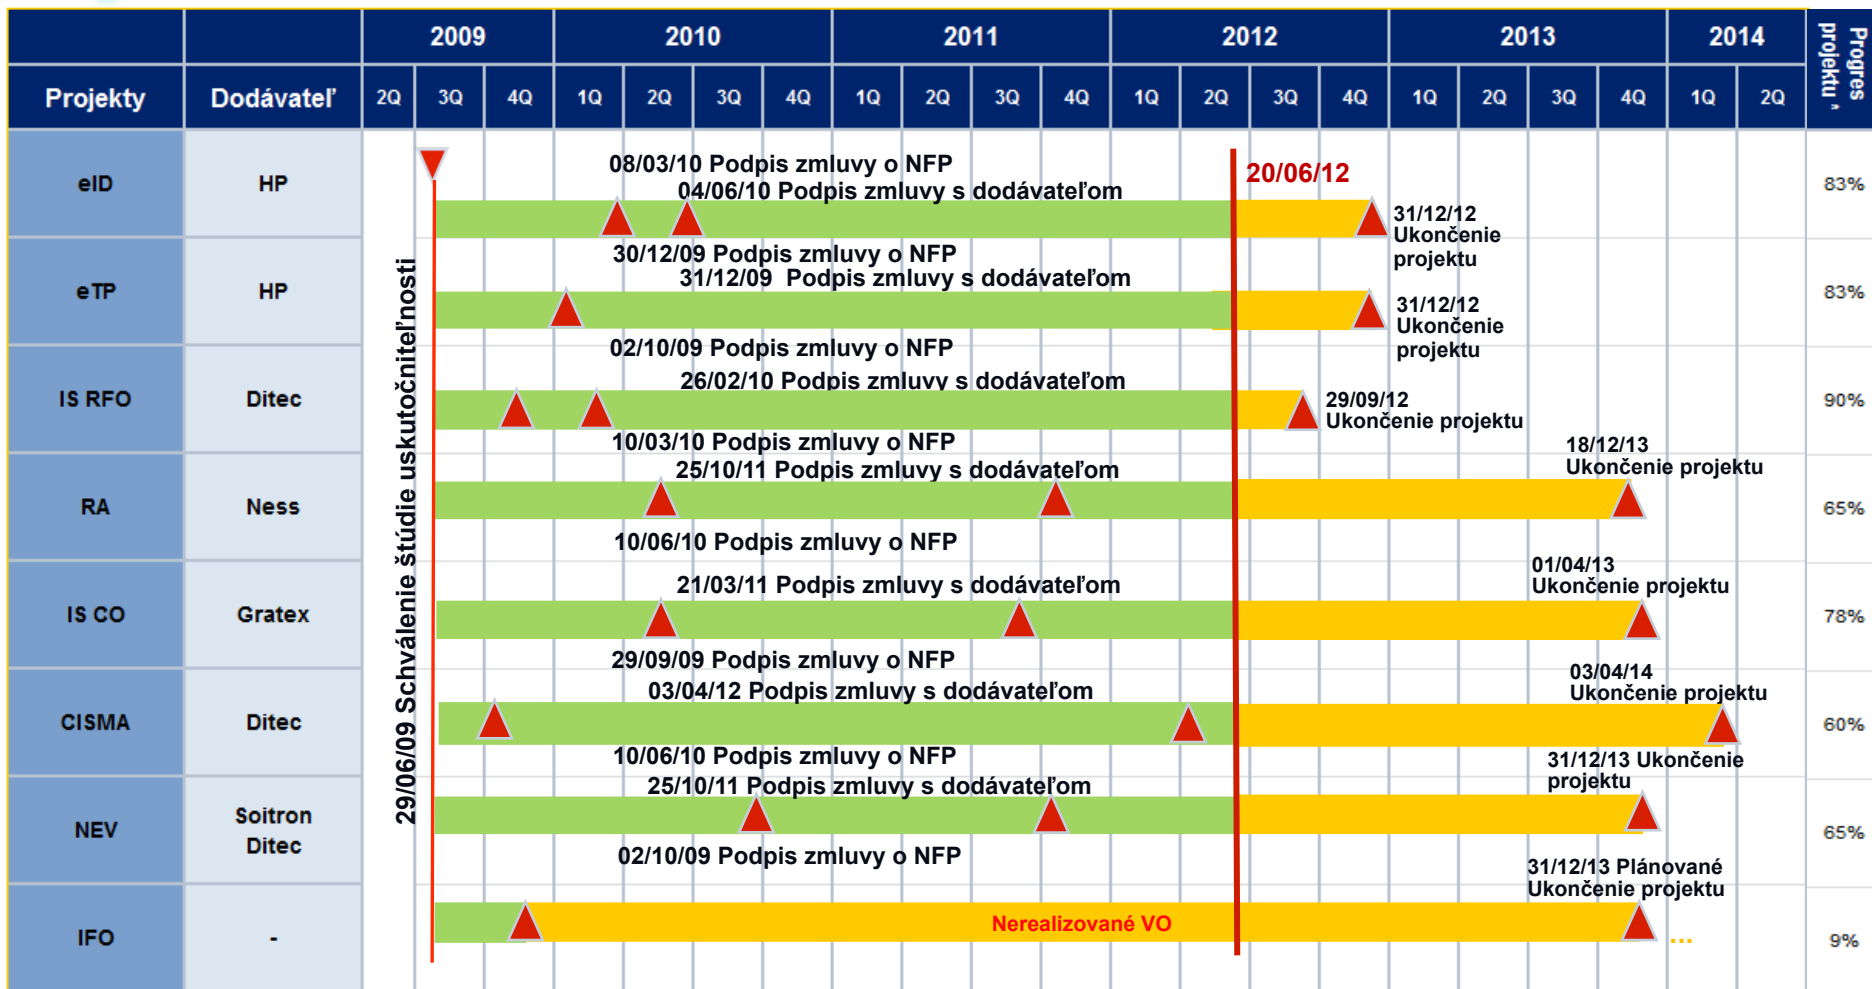 2009 2010 2011 2012 2013 2014 Progres projektu *
Projekty Dodávateľ 2Q 3Q 4Q 1Q 2Q 3Q 4Q 1Q 2Q 3Q 4Q 1Q 2Q 3Q 4Q 1Q 2Q 3Q 4Q 1Q 2Q
29/06/09 Schválenie štúdie uskutočniteľnosti
20/06/12
eID HP 83%
08/03/10 Podpis zmluvy o NFP
04/06/10 Podpis zmluvy s dodávateľom
31/12/12
Ukončenie
projektu
eTP HP 83%
30/12/09 Podpis zmluvy o NFP
31/12/09 Podpis zmluvy s dodávateľom
31/12/12
Ukončenie
projektu
IS RFO Ditec 90%
02/10/09 Podpis zmluvy o NFP
26/02/10 Podpis zmluvy s dodávateľom
29/09/12
Ukončenie projektu
RA Ness 65%
10/03/10 Podpis zmluvy o NFP
25/10/11 Podpis zmluvy s dodávateľom
18/12/13
Ukončenie projektu
IS CO Gratex 78%
10/06/10 Podpis zmluvy o NFP
21/03/11 Podpis zmluvy s dodávateľom
01/04/13
Ukončenie projektu
CISMA Ditec 60%
29/09/09 Podpis zmluvy o NFP
03/04/12 Podpis zmluvy s dodávateľom
03/04/14
Ukončenie projektu
NEV Soitron
Ditec
65%
10/06/10 Podpis zmluvy o NFP
25/10/11 Podpis zmluvy s dodávateľom
31/12/13 Ukončenie
projektu
IFO - 9%
02/10/09 Podpis zmluvy o NFP
31/12/13 Plánované
Ukončenie projektu
Nerealizované VO
...